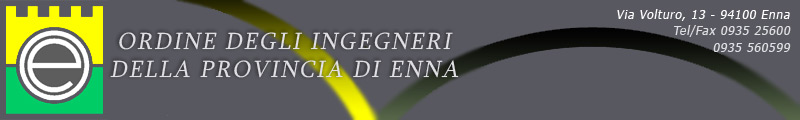 ORDINE DEGLI INGEGNERI
DELLA PROVINCIA DI ENNA
Via Volturo, 13 - 94100 Enna
Tel/Fax 0935 25600
0935 560599
e